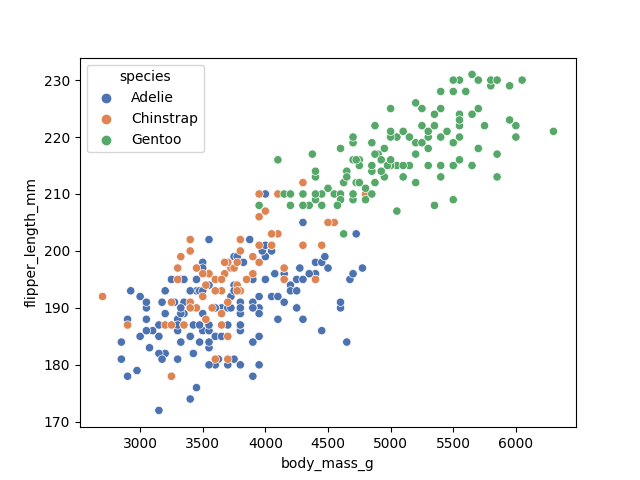 species
Adelie
Chinstrap
Gentoo
230
220
210
200
190
180
170
flipper_length_mm
3000 3500 4000 4500 5000 5500 6000
body_mass_g